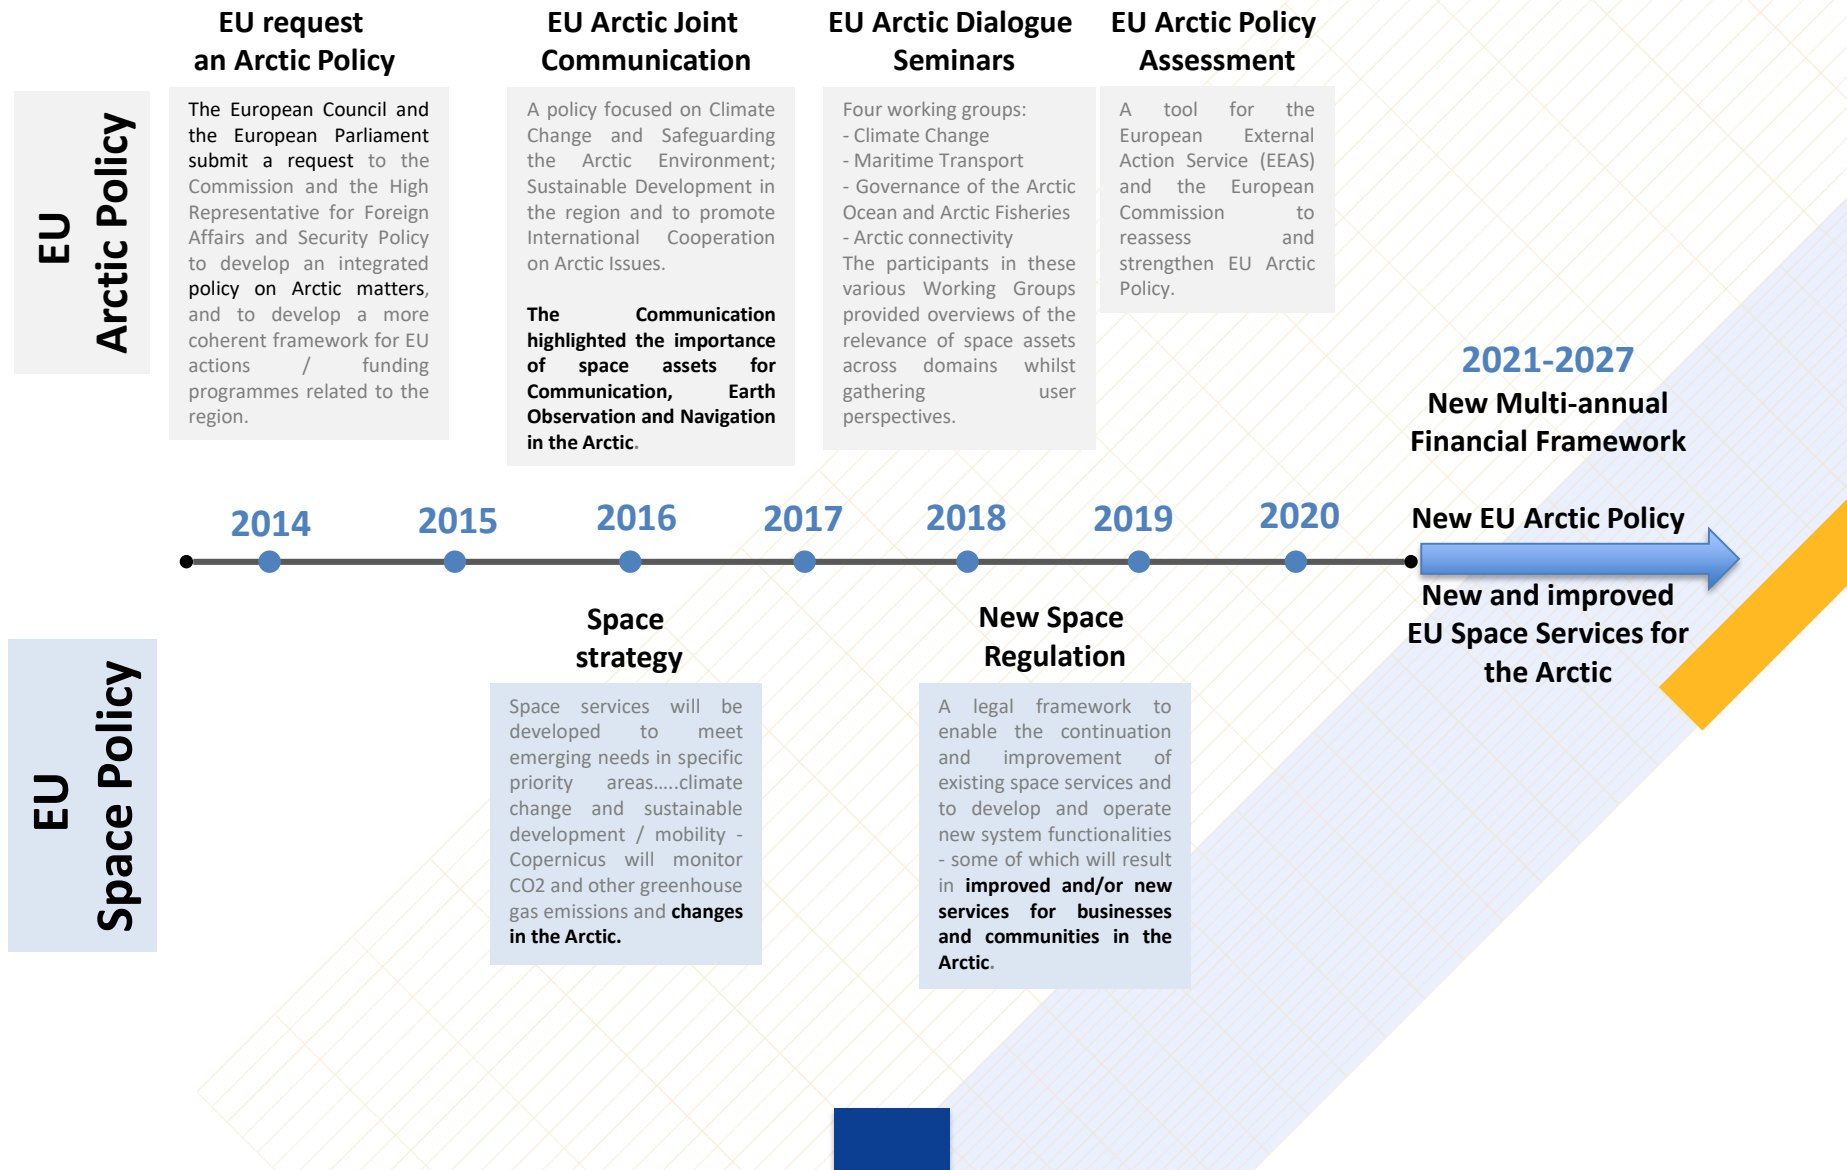 EU request
an Arctic Policy
The European Council and
the European Parliament
submit a request to the
Commission and the High
Representative for Foreign
Affairs and Security Policy
to develop an integrated
policy on Arctic matters,
and to develop a more
coherent framework for EU
actions / funding
programmes related to the
region.
EU Arctic Joint
Communication
A policy focused on Climate
Change and Safeguarding
the Arctic Environment;
Sustainable Development in
the region and to promote
International Cooperation
on Arctic Issues.
The Communication
highlighted the importance
of space assets for
Communication, Earth
Observation and Navigation
in the Arctic.
EU Arctic Dialogue
Seminars
Four working groups:
- Climate Change
- Maritime Transport
- Governance of the Arctic
Ocean and Arctic Fisheries
- Arctic connectivity
The participants in these
various Working Groups
provided overviews of the
relevance of space assets
across domains whilst
gathering user
perspectives.
EU Arctic Policy
Assessment
A tool for the
European External
Action Service (EEAS)
and the European
Commission to
reassess and
strengthen EU Arctic
Policy.
EU
Arctic Policy
2021-2027
New Multi-annual
Financial Framework
2014
2015
2016
2017
2018
2019
2020
New EU Arctic Policy
New and improved
EU Space Services for
the Arctic
EU
Space Policy
Space
strategy
Space services will be
developed to meet
emerging needs in specific
priority areas.....climate
change and sustainable
development / mobility -
Copernicus will monitor
CO2 and other greenhouse
gas emissions and changes
in the Arctic.
New Space
Regulation
A legal framework to
enable the continuation
and improvement of
existing space services and
to develop and operate
new system functionalities
- some of which will result
in improved and/or new
services for businesses
and communities in the
Arctic.